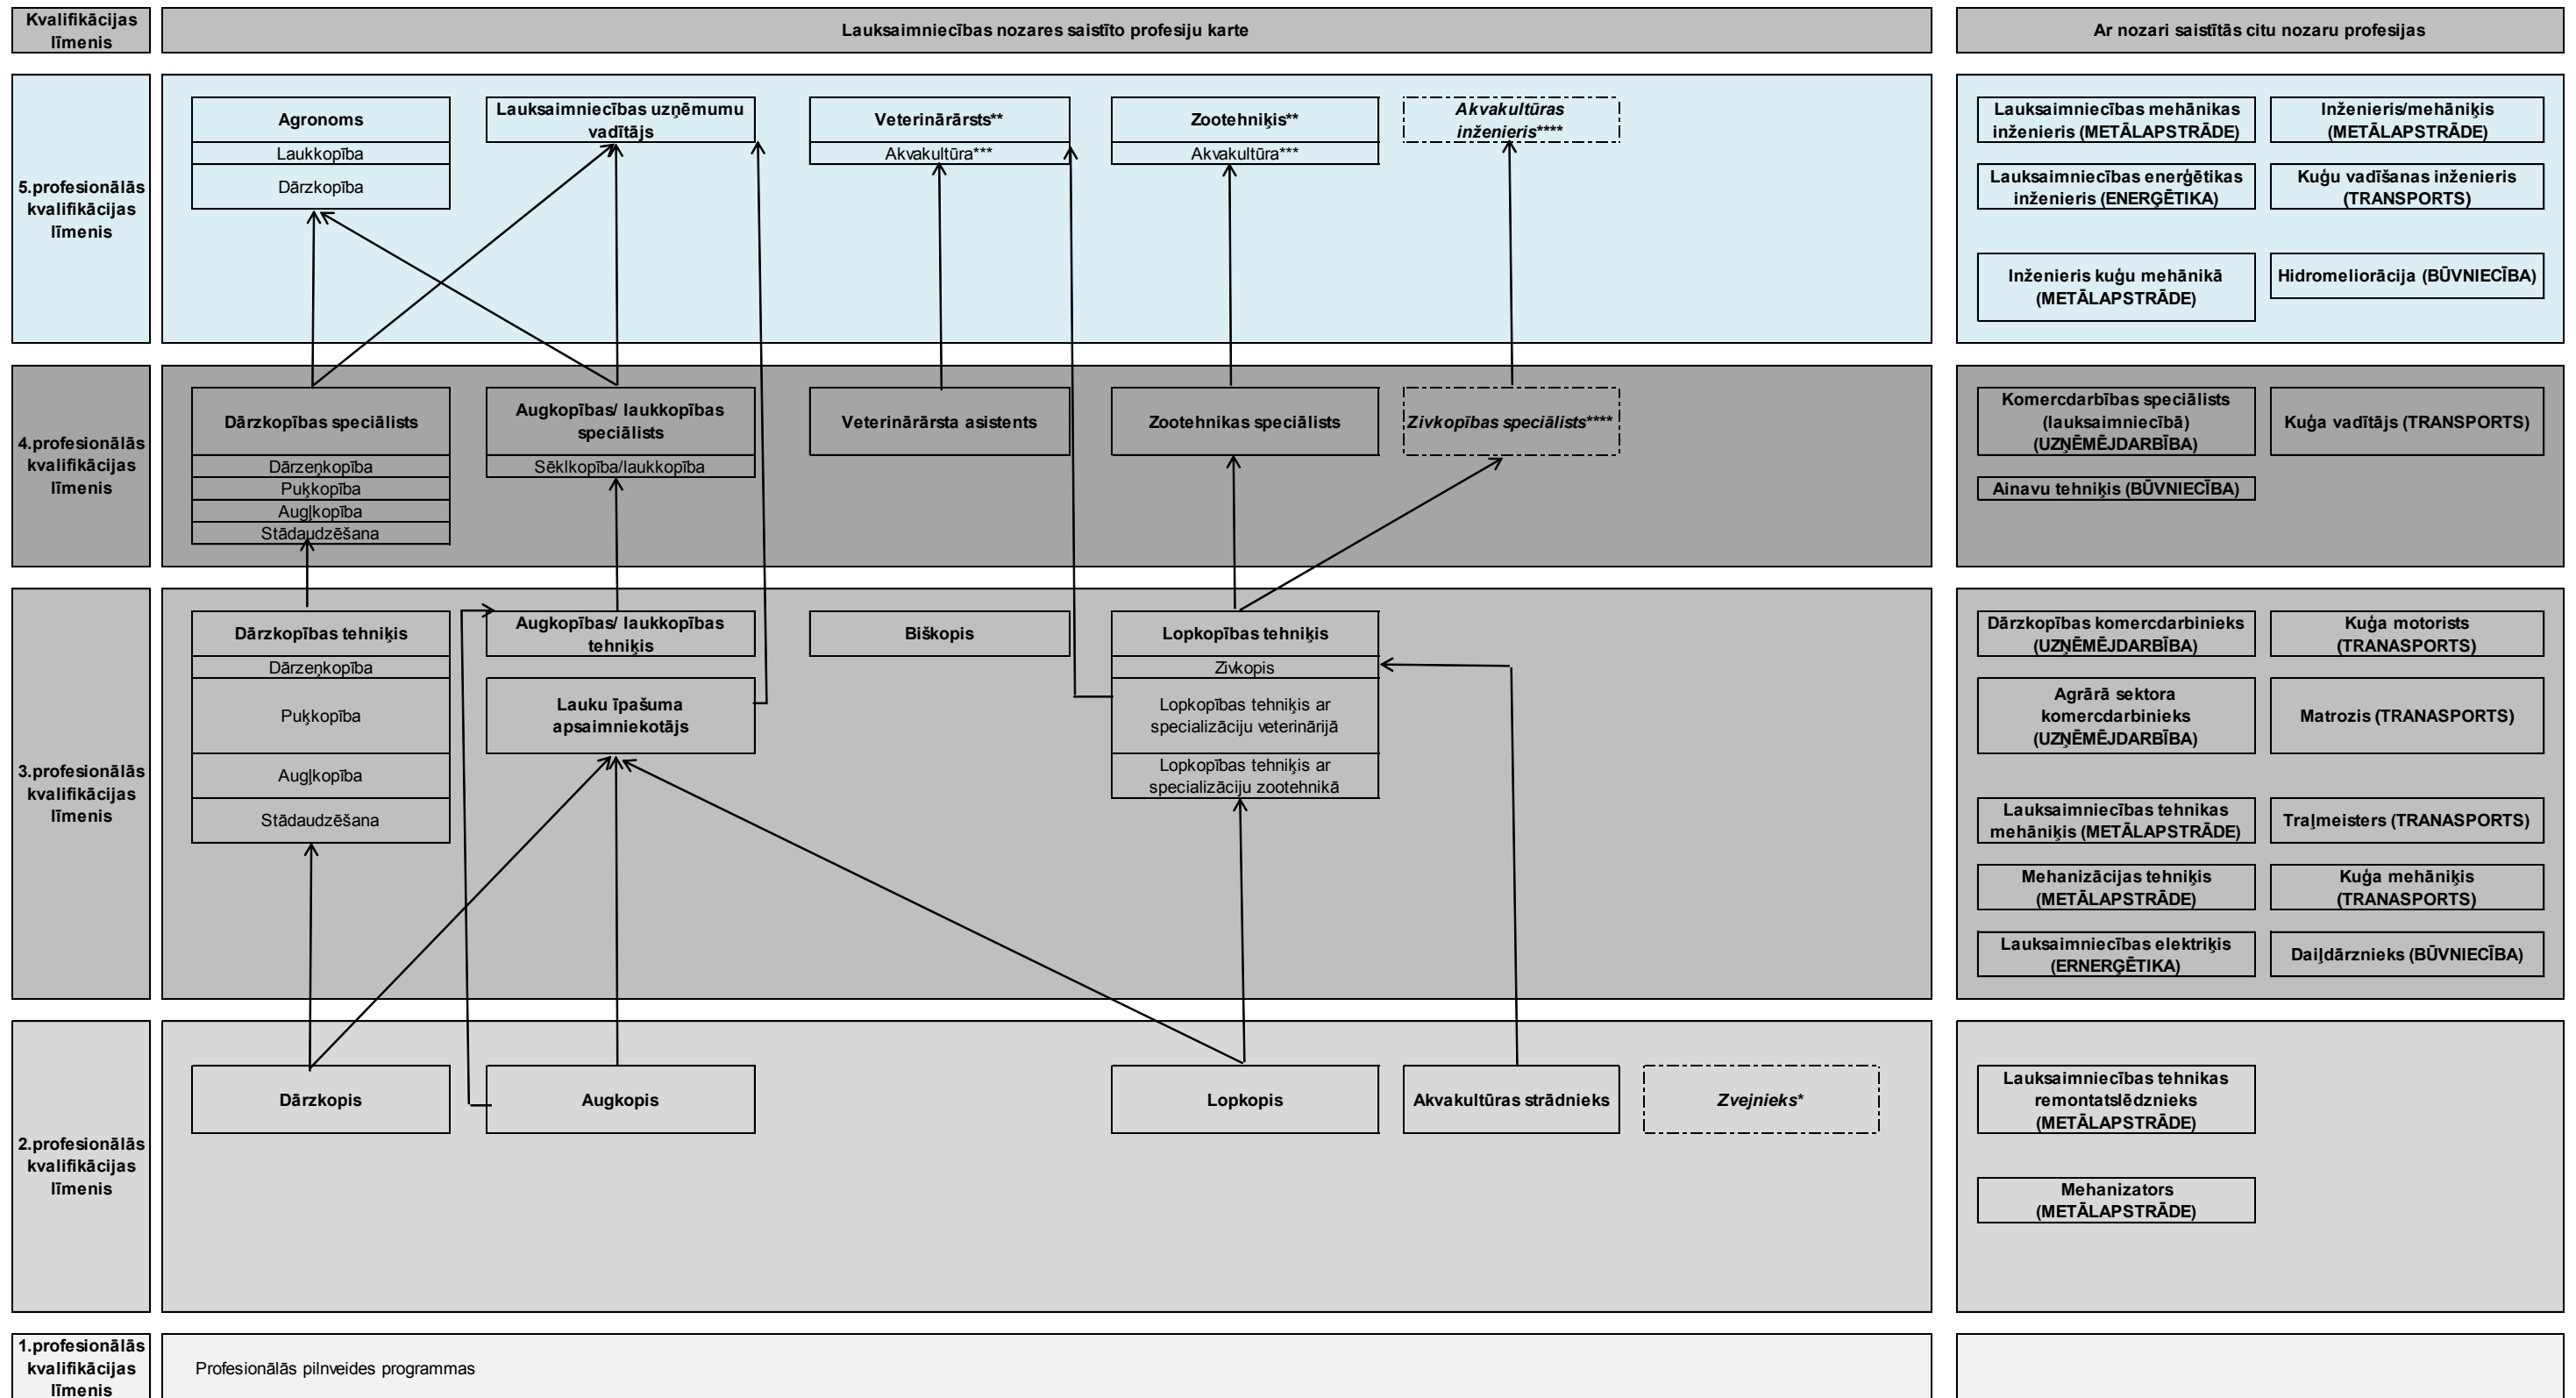 Kvalifikācijas
līmenis
Lauksaimniecības nozares saistīto profesiju karte
Ar nozari saistītās citu nozaru profesijas
5.profesionālās
kvalifikācijas
līmenis
Agronoms
Laukkopība
Dārzkopība
Lauksaimniecības uzņēmumu
vadītājs
Veterinārārsts**
Akvakultūra***
Zootehniķis**
Akvakultūra***
Akvakultūras
inženieris****
Lauksaimniecības mehānikas
inženieris (METĀLAPSTRĀDE)
Inženieris/mehāniķis
(METĀLAPSTRĀDE)
Lauksaimniecības enerģētikas
inženieris (ENERĢĒTIKA)
Kuģu vadīšanas inženieris
(TRANSPORTS)
Inženieris kuģu mehānikā
(METĀLAPSTRĀDE)
Hidromeliorācija (BŪVNIECĪBA)
4.profesionālās
kvalifikācijas
līmenis
Dārzkopības speciālists
Dārzeņkopība
Puķkopība
Augļkopība
Stādaudzēšana
Augkopības/ laukkopības
speciālists
Sēklkopība/laukkopība
Veterinārārsta asistents
Zootehnikas speciālists
Zivkopības speciālists****
Komercdarbības speciālists
(lauksaimniecībā)
(UZŅĒMĒJDARBĪBA)
Kuģa vadītājs (TRANSPORTS)
Ainavu tehniķis (BŪVNIECĪBA)
3.profesionālās
kvalifikācijas
līmenis
Dārzkopības tehniķis
Dārzeņkopība
Puķkopība
Augļkopība
Stādaudzēšana
Augkopības/ laukkopības
tehniķis
Lauku īpašuma
apsaimniekotājs
Biškopis
Lopkopības tehniķis
Zivkopis
Lopkopības tehniķis ar
specializāciju veterinārijā
Lopkopības tehniķis ar
specializāciju zootehnikā
Dārzkopības komercdarbinieks
(UZŅĒMĒJDARBĪBA)
Kuģa motorists
(TRANASPORTS)
Agrārā sektora
komercdarbinieks
(UZŅĒMĒJDARBĪBA)
Matrozis (TRANASPORTS)
Lauksaimniecības tehnikas
mehāniķis (METĀLAPSTRĀDE)
Traļmeisters (TRANASPORTS)
Mehanizācijas tehniķis
(METĀLAPSTRĀDE)
Kuģa mehāniķis
(TRANASPORTS)
Lauksaimniecības elektriķis
(ERNERĢĒTIKA)
Daiļdārznieks (BŪVNIECĪBA)
2.profesionālās
kvalifikācijas
līmenis
Dārzkopis
Augkopis
Lopkopis
Akvakultūras strādnieks
Zvejnieks*
Lauksaimniecības tehnikas
remontatslēdznieks
(METĀLAPSTRĀDE)
Mehanizators
(METĀLAPSTRĀDE)
1.profesionālās
kvalifikācijas
līmenis
Profesionālās pilnveides programmas